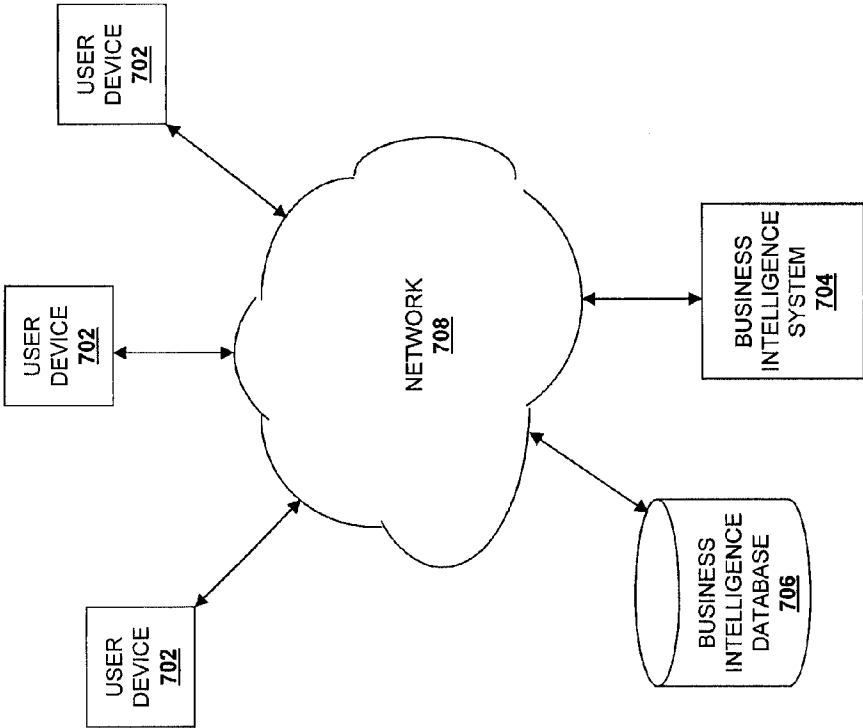 USER
DEVICE
702
USER
DEVICE
702
USER
DEVICE
702
NETWORK
708
BUSINESS
INTELLIGENCE
DATABASE
706
BUSINESS
INTELLIGENCE
SYSTEM
704